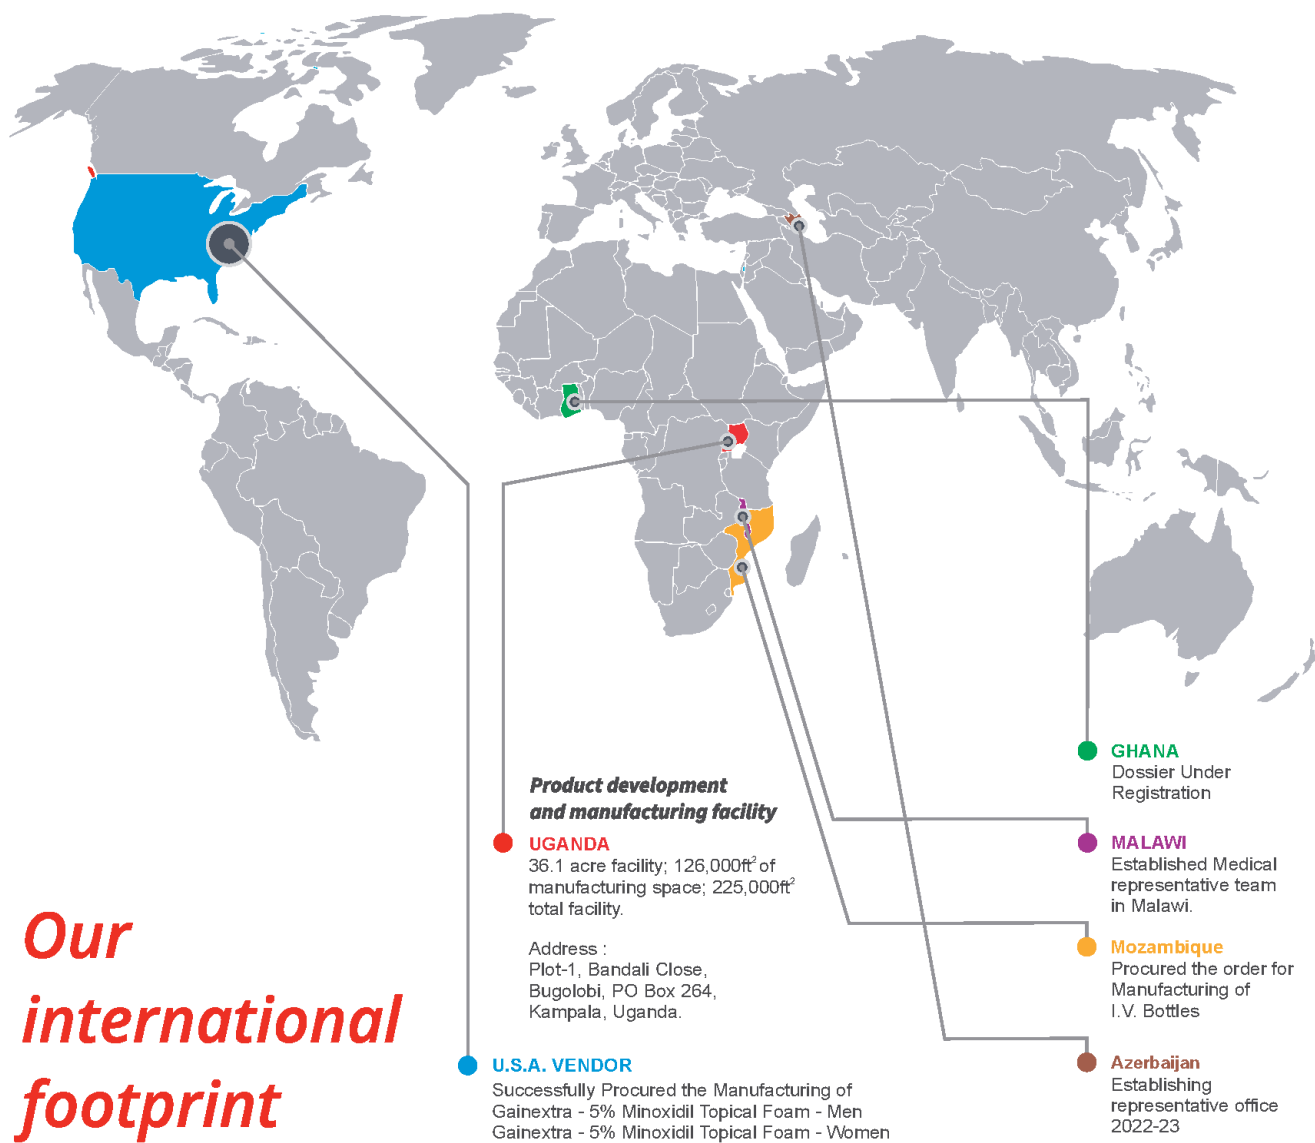 GHANA
Dossier Under
Registration
Product development
and manufacturing facility
UGANDA
36.1 acre facility; 126,000ft² of
manufacturing space; 225,000ft²
total facility.
Address :
Plot-1, Bandali Close,
Bugolobi, PO Box 264,
Kampala, Uganda.
MALAWI
Established Medical
representative team
in Malawi.
Mozambique
Procured the order for
Manufacturing of
I.V. Bottles
Our
international
footprint
U.S.A. VENDOR
Successfully Procured the Manufacturing of
Gainextra - 5% Minoxidil Topical Foam - Men
Gainextra - 5% Minoxidil Topical Foam - Women
Azerbaijan
Establishing
representative office
2022-23